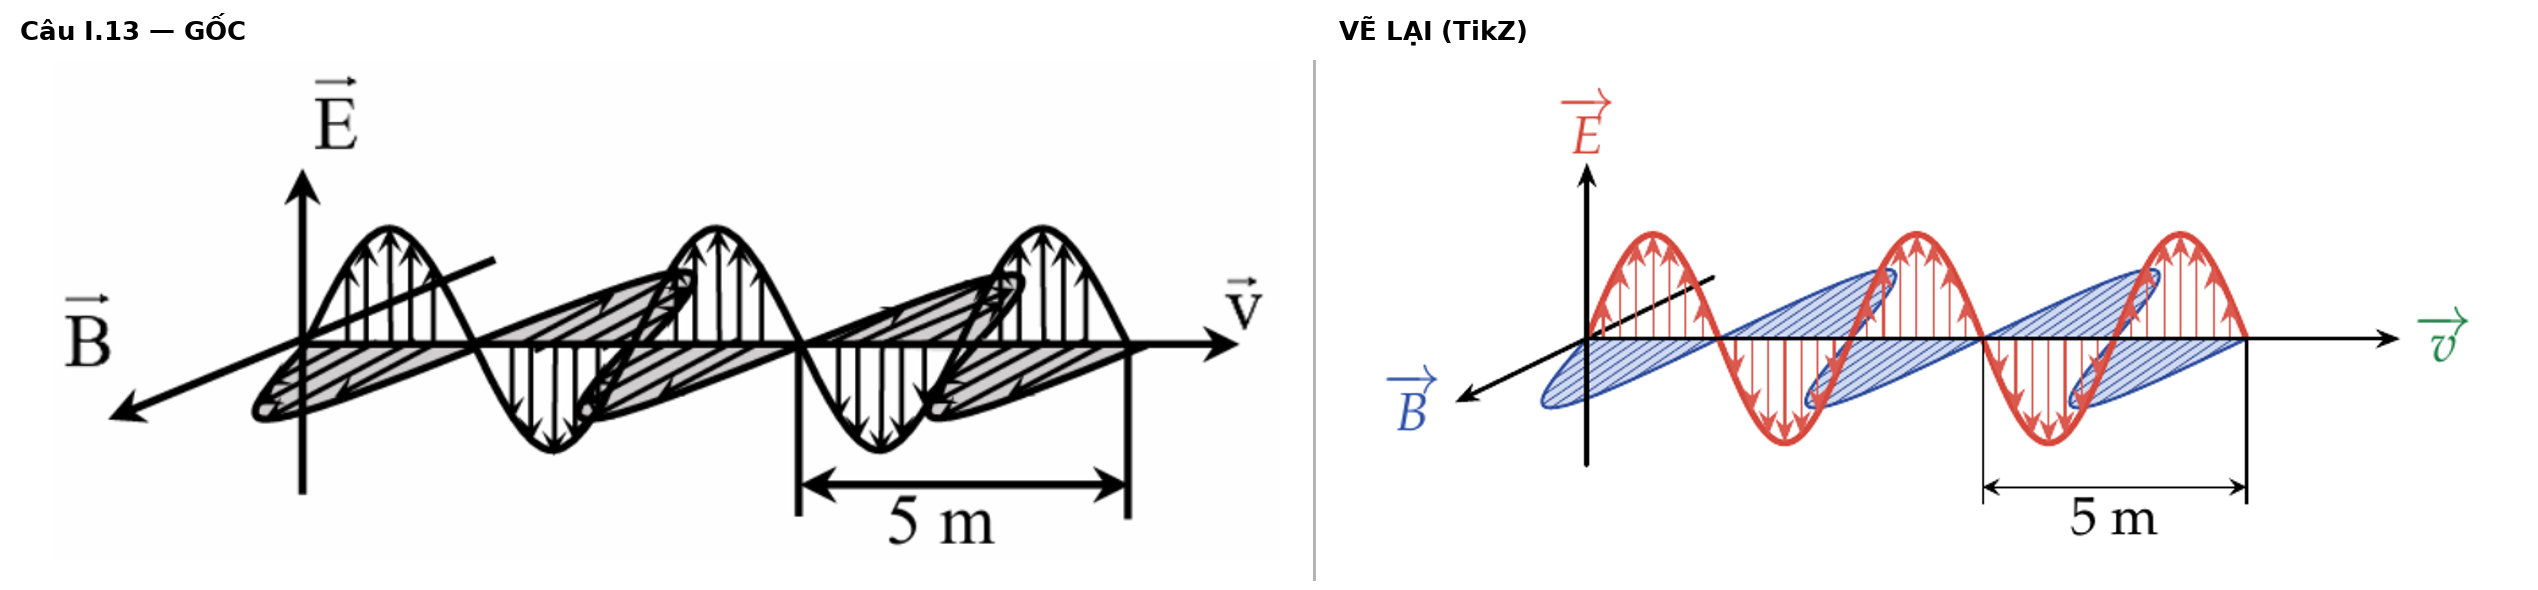 Câu I.13 — GỐC
E
B
v
5 m
VẼ LẠI (TikZ)
E
B
v
5 m